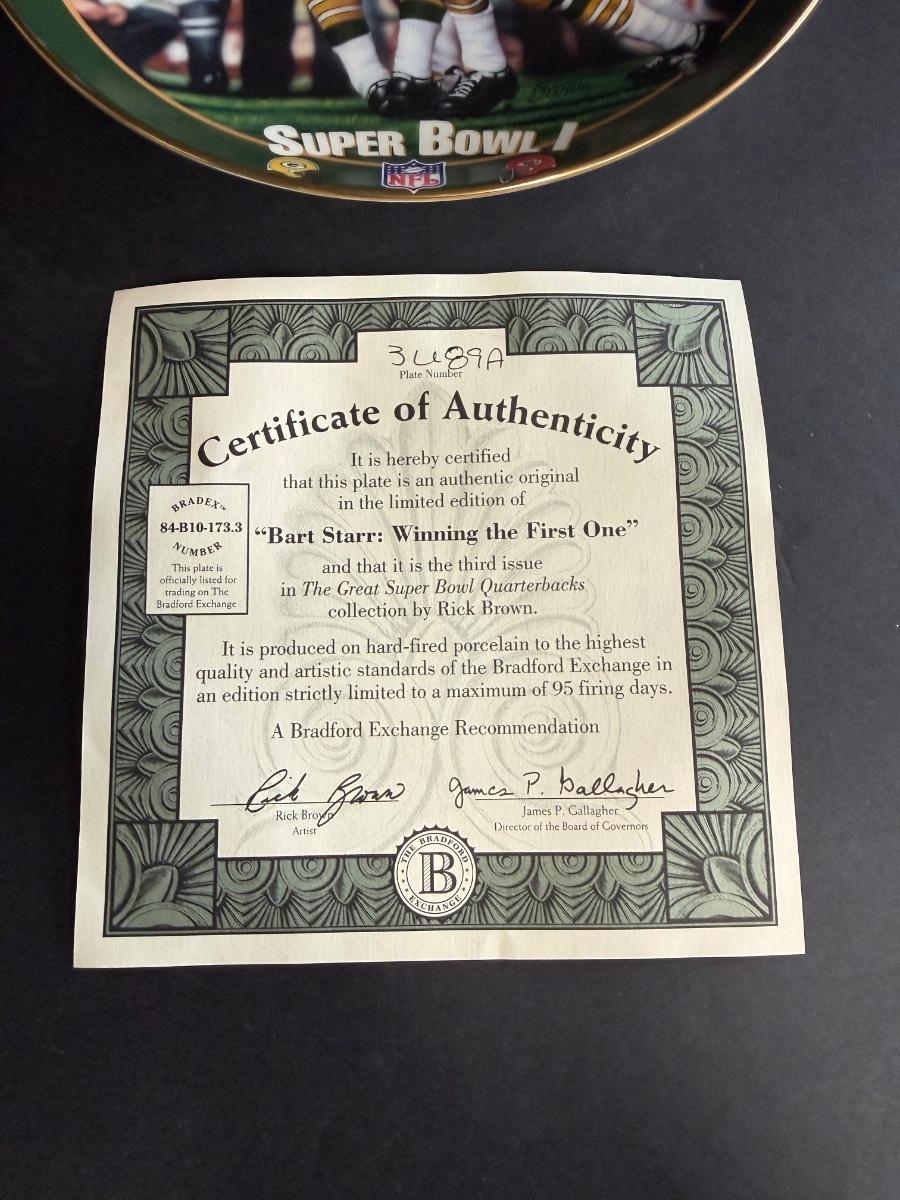 Brown
SUPER BOWL I
G
NFL
3489A
Plate Number
Certificate of Authenticity
It is hereby certified
that this plate is an authentic original
in the limited edition of
“Bart Starr: Winning the First One”
and that it is the third issue
in The Great Super Bowl Quarterbacks
collection by Rick Brown.
BRADEX™
84-B10-173.3
NUMBER
This plate is
officially listed for
trading on The
Bradford Exchange
It is produced on hard-fired porcelain to the highest
quality and artistic standards of the Bradford Exchange in
an edition strictly limited to a maximum of 95 firing days.
A Bradford Exchange Recommendation
Rick Brown
Rick Brown
Artist
James P. Gallagher
James P. Gallagher
Director of the Board of Governors
THE BRADFORD
B
EXCHANGE